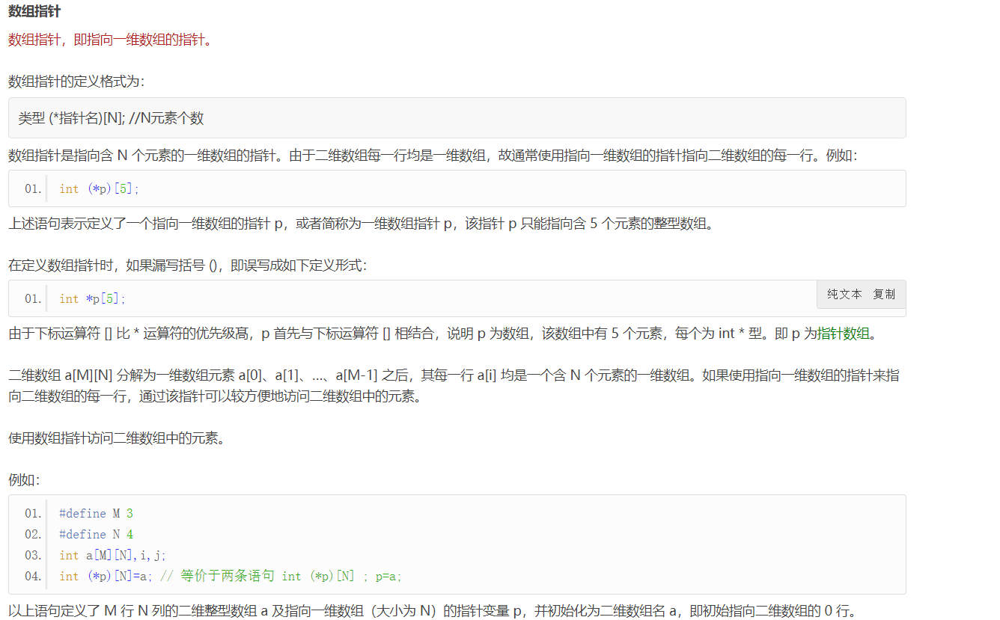 数组指针
数组指针，即指向一维数组的指针。
数组指针的定义格式为：
类型 (*指针名)[N]; //N元素个数
数组指针是指向含 N 个元素的一维数组的指针。由于二维数组每一行均是一维数组，故通常使用指向一维数组的指针指向二维数组的每一行。例如：
01. int (*p)[5];
上述语句表示定义了一个指向一维数组的指针 p，或者简称为一维数组指针 p，该指针 p 只能指向含 5 个元素的整型数组。
在定义数组指针时，如果漏写括号 ()，即误写成如下定义形式：
01. int *p[5];
纯文本 复制
由于下标运算符 [] 比 * 运算符的优先级髙，p 首先与下标运算符 [] 相结合，说明 p 为数组，该数组中有 5 个元素，每个为 int * 型。即 p 为指针数组。
二维数组 a[M][N] 分解为一维数组元素 a[0]、a[1]、…、a[M-1] 之后，其每一行 a[i] 均是一个含 N 个元素的一维数组。如果使用指向一维数组的指针来指
向二维数组的每一行，通过该指针可以较方便地访问二维数组中的元素。
使用数组指针访问二维数组中的元素。
例如：
01. #define M 3
02. #define N 4
03. int a[M][N],i,j;
04. int (*p)[N]=a; // 等价于两条语句 int (*p)[N] ; p=a;
以上语句定义了 M 行 N 列的二维整型数组 a 及指向一维数组（大小为 N）的指针变量 p，并初始化为二维数组名 a，即初始指向二维数组的 0 行。